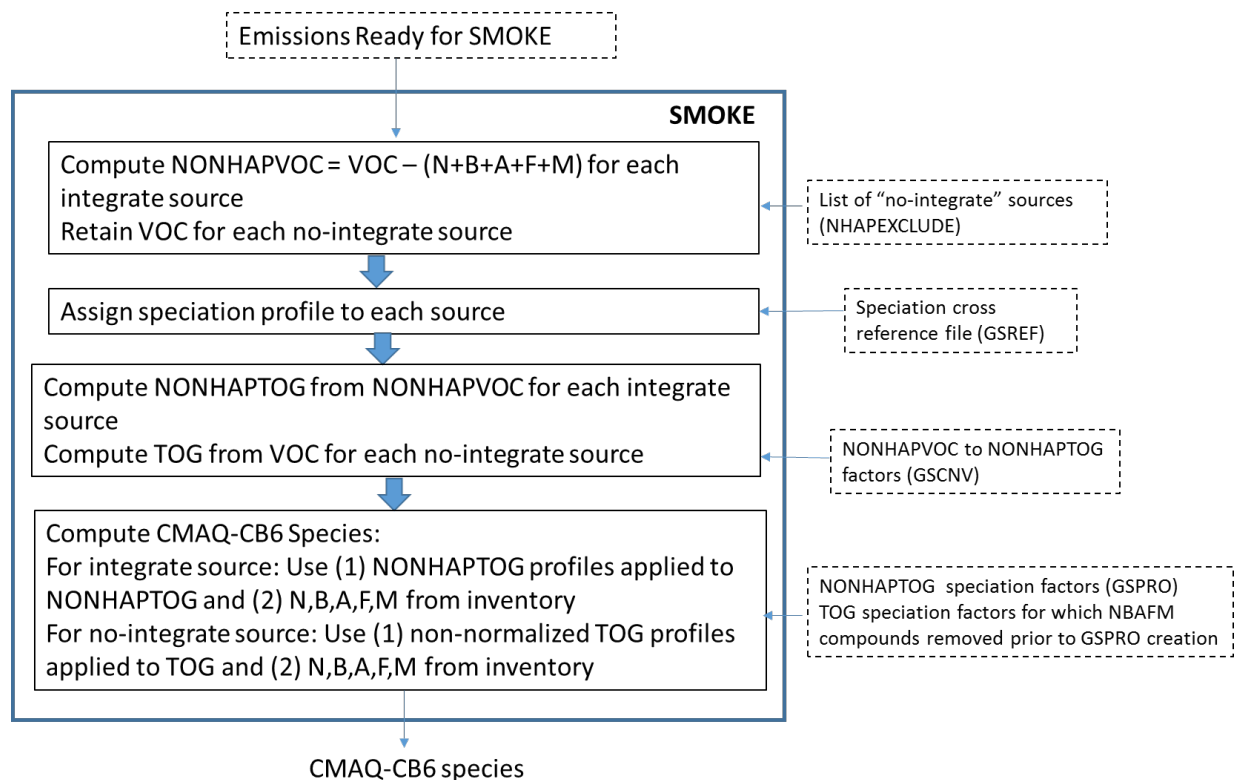 Emissions Ready for SMOKE
SMOKE
Compute NONHAPVOC = VOC – (N+B+A+F+M) for each
integrate source
Retain VOC for each no-integrate source
List of “no-integrate” sources
(NHAPEXCLUDE)
Assign speciation profile to each source
Speciation cross
reference file (GSREF)
Compute NONHAPTOG from NONHAPVOC for each integrate
source
Compute TOG from VOC for each no-integrate source
NONHAPVOC to NONHAPTOG
factors (GSCNV)
Compute CMAQ-CB6 Species:
For integrate source: Use (1) NONHAPTOG profiles applied to
NONHAPTOG and (2) N,B,A,F,M from inventory
For no-integrate source: Use (1) non-normalized TOG profiles
applied to TOG and (2) N,B,A,F,M from inventory
NONHAPTOG speciation factors (GSPRO)
TOG speciation factors for which NBAFM
compounds removed prior to GSPRO creation
CMAQ-CB6 species